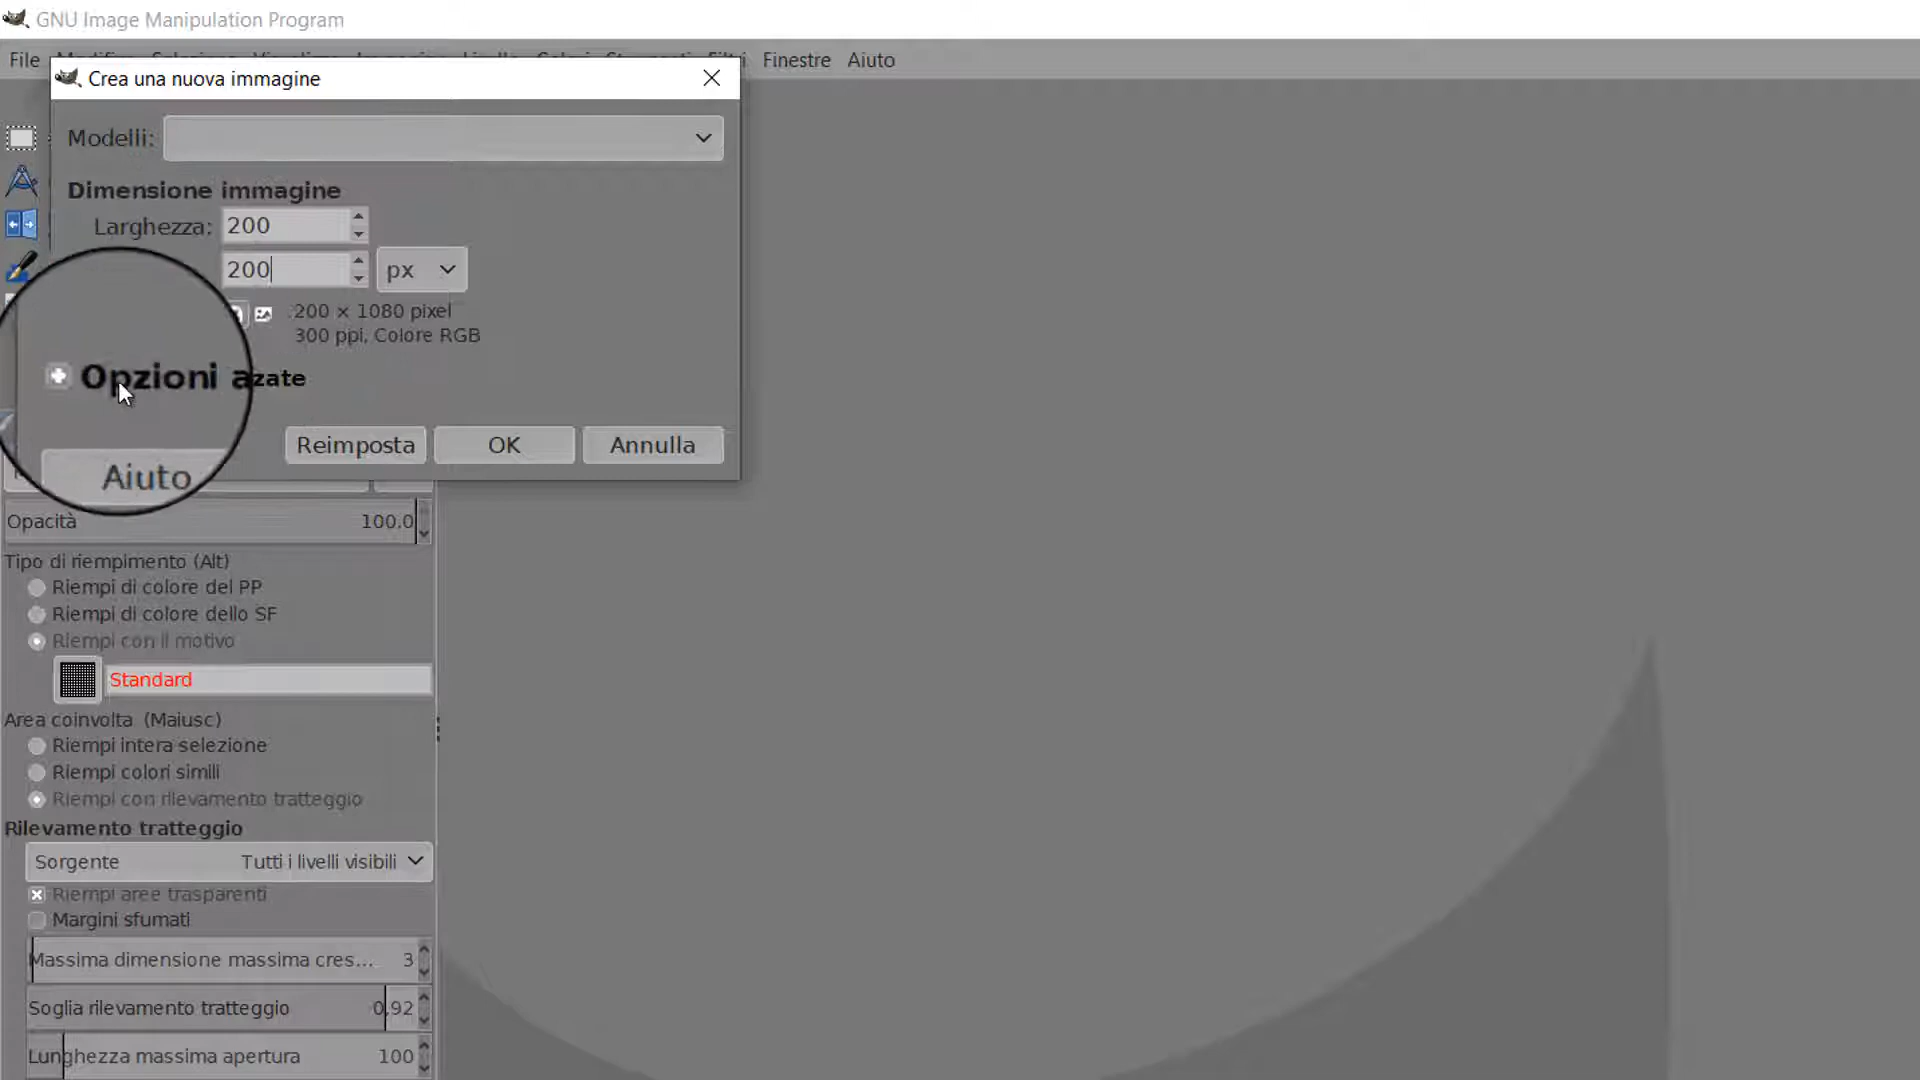 GNU Image Manipulation Program
File Finestre Aiuto
Crea una nuova immagine
Modelli:
Dimensione immagine
Larghezza: 200
200 px
200 × 1080 pixel
300 ppi, Colore RGB
Opzioni azate
Aiuto Reimposta OK Annulla
Opacità 100.0
Tipo di riempimento (Alt)
Riempi di colore del PP
Riempi di colore dello SF
Riempi con il motivo
Standard
Area coinvolta (Maiusc)
Riempi intera selezione
Riempi colori simili
Riempi con rilevamento tratteggio
Rilevamento tratteggio
Sorgente Tutti i livelli visibili
Riempi aree trasparenti
Margini sfumati
Massima dimensione massima cres... 3
Soglia rilevamento tratteggio 0,92
Lunghezza massima apertura 100